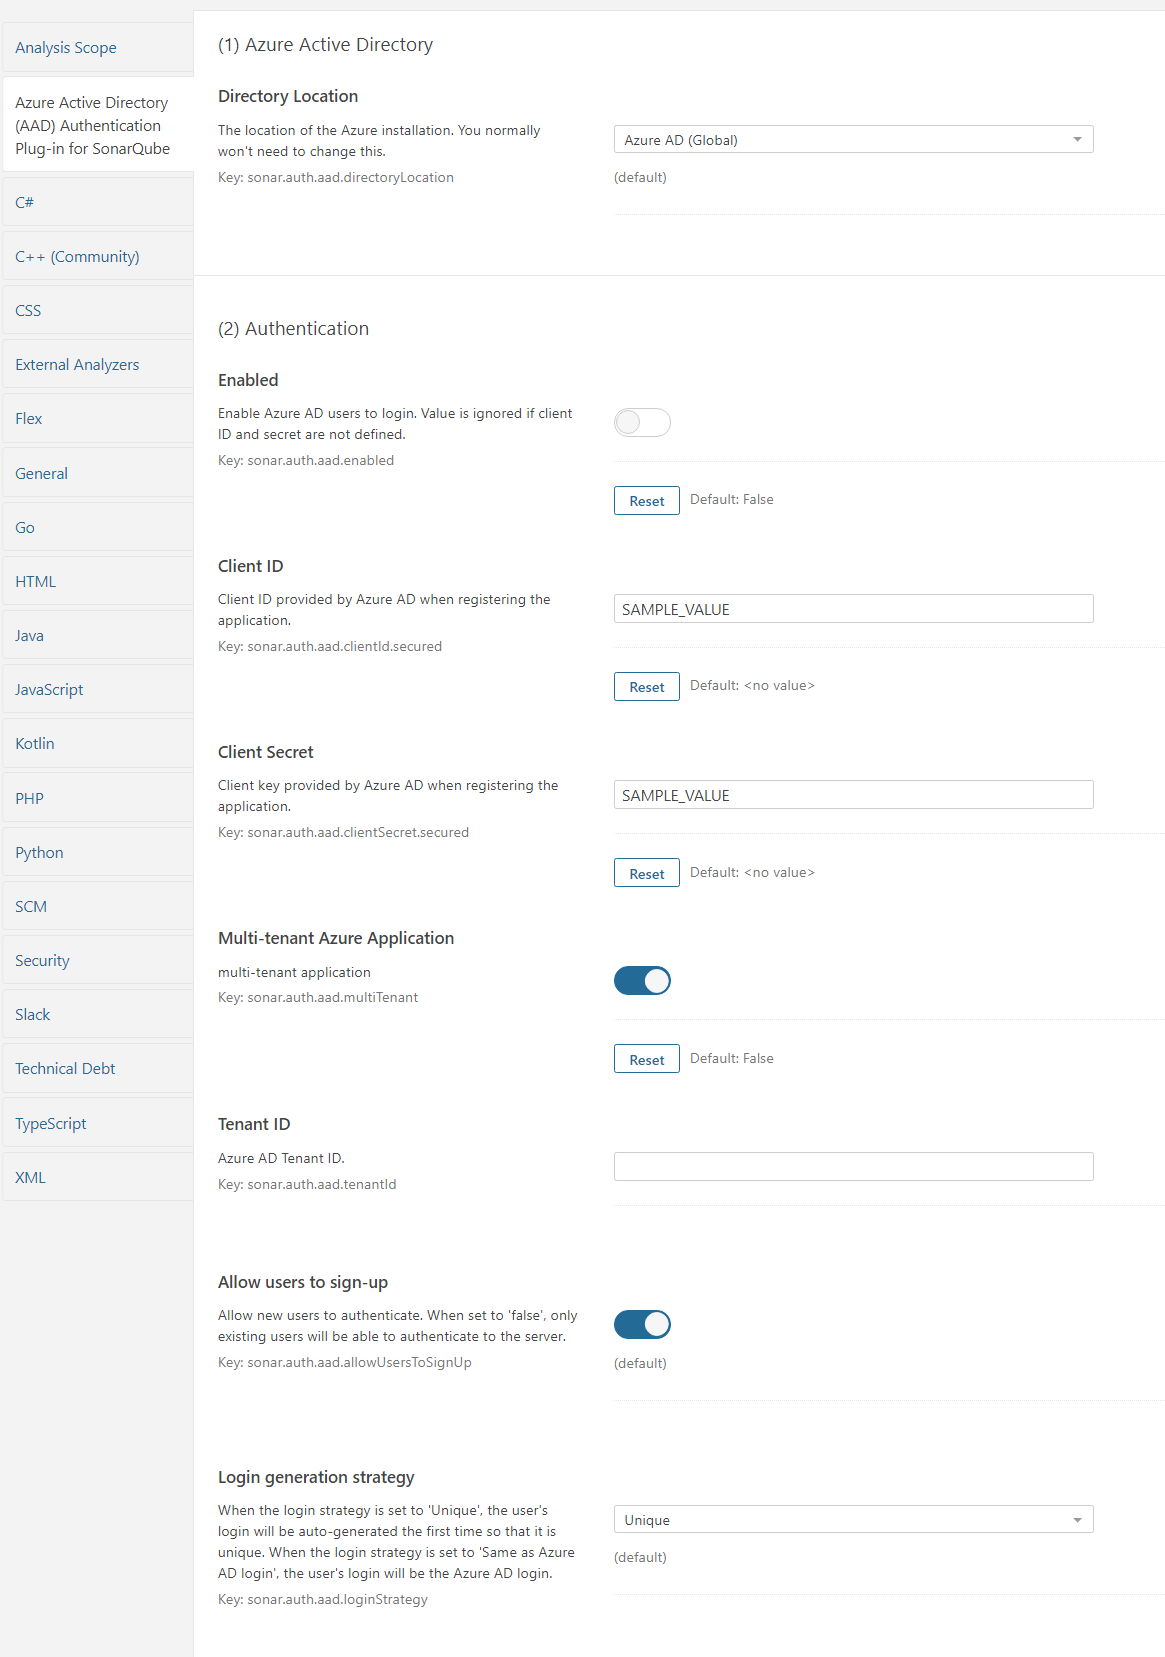 Analysis Scope
Azure Active Directory
(AAD) Authentication
Plug-in for SonarQube
C#
C++ (Community)
CSS
External Analyzers
Flex
General
Go
HTML
Java
JavaScript
Kotlin
PHP
Python
SCM
Security
Slack
Technical Debt
TypeScript
XML
(1) Azure Active Directory
Directory Location
The location of the Azure installation. You normally
won't need to change this.
Key: sonar.auth.aad.directoryLocation
Azure AD (Global)
(default)
(2) Authentication
Enabled
Enable Azure AD users to login. Value is ignored if client
ID and secret are not defined.
Key: sonar.auth.aad.enabled
Reset Default: False
Client ID
Client ID provided by Azure AD when registering the
application.
Key: sonar.auth.aad.clientId.secured
SAMPLE_VALUE
Reset Default: <no value>
Client Secret
Client key provided by Azure AD when registering the
application.
Key: sonar.auth.aad.clientSecret.secured
SAMPLE_VALUE
Reset Default: <no value>
Multi-tenant Azure Application
multi-tenant application
Key: sonar.auth.aad.multiTenant
Reset Default: False
Tenant ID
Azure AD Tenant ID.
Key: sonar.auth.aad.tenantId
Allow users to sign-up
Allow new users to authenticate. When set to 'false', only
existing users will be able to authenticate to the server.
Key: sonar.auth.aad.allowUsersToSignUp
(default)
Login generation strategy
When the login strategy is set to 'Unique', the user's
login will be auto-generated the first time so that it is
unique. When the login strategy is set to 'Same as Azure
AD login', the user's login will be the Azure AD login.
Key: sonar.auth.aad.loginStrategy
Unique
(default)